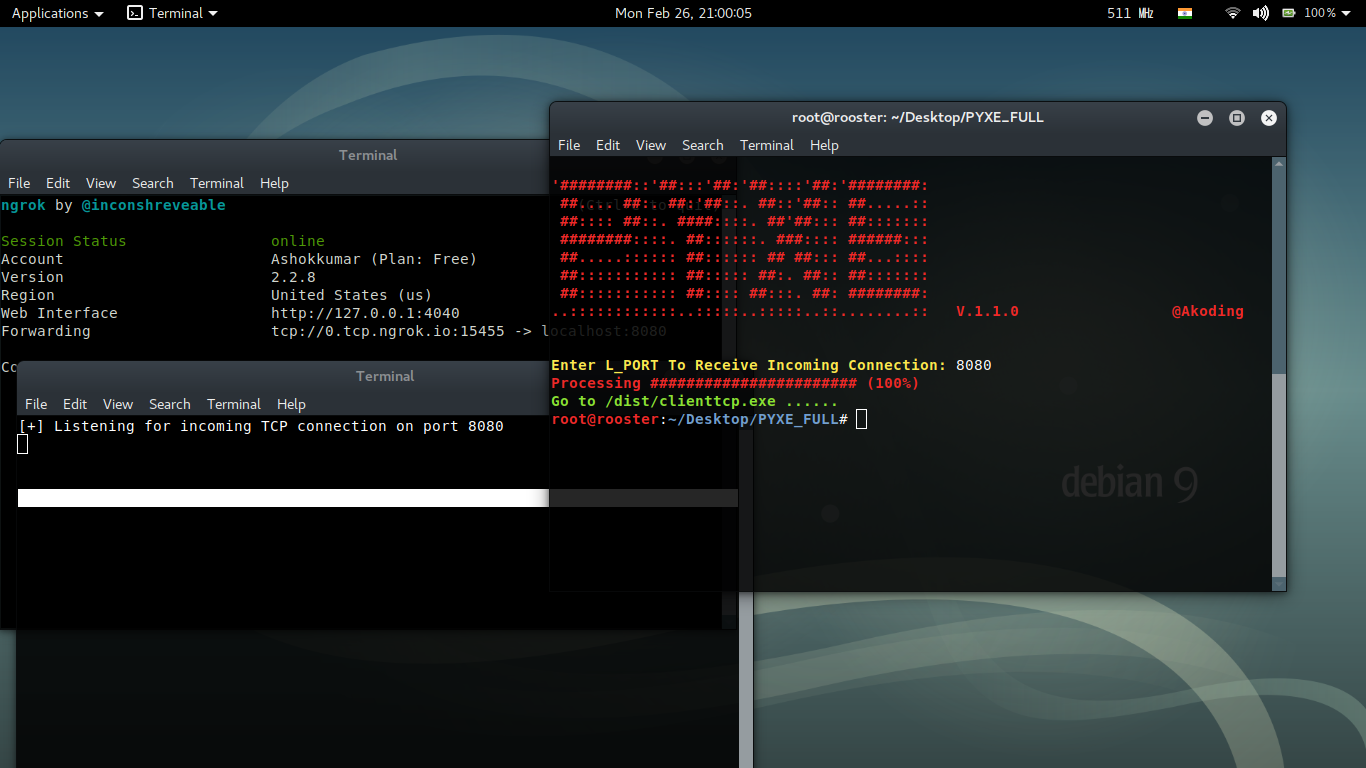 Applications Terminal Mon Feb 26, 21:00:05 511 MHz 100%
Terminal
File Edit View Search Terminal Help
ngrok by @inconshreveable
Session Status online
Account Ashokkumar (Plan: Free)
Version 2.2.8
Region United States (us)
Web Interface http://127.0.0.1:4040
Forwarding tcp://0.tcp.ngrok.io:15455 -> localhost:8080
Terminal
File Edit View Search Terminal Help
[+] Listening for incoming TCP connection on port 8080
root@rooster: ~/Desktop/PYXE_FULL
File Edit View Search Terminal Help
'########::'##:::'##:'##::::'##:'########:
##.... ##:. ##:'##::. ##::'##:: ##.....::
##:::: ##::. ####::::. ##'##::: ##:::::::
########::::. ##::::::. ###:::: ######:::
##.....:::::: ##:::::: ## ##::: ##...::::
##::::::::::: ##::::: ##:. ##:: ##:::::::
##::::::::::: ##:::: ##:::. ##: ########:
..::::::::::::..:::::..:::::..::........:: V.1.1.0 @Akoding
Enter L_PORT To Receive Incoming Connection: 8080
Processing ####################### (100%)
Go to /dist/clienttcp.exe ......
root@rooster:~/Desktop/PYXE_FULL#
debian 9